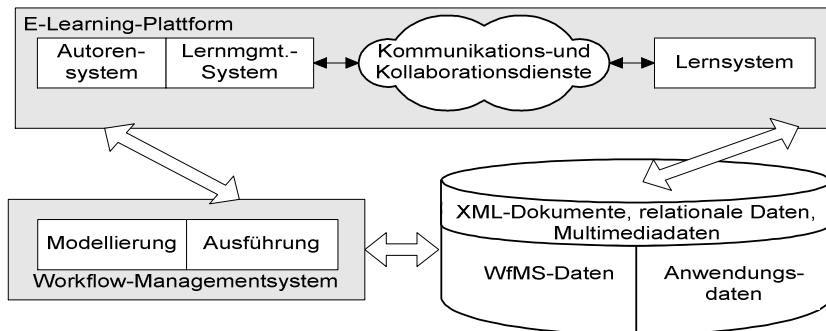 E-Learning-Plattform
Autoren-
system
Lernmgmt.-
System
Kommunikations-und
Kollaborationsdienste
Lernsystem
Modellierung
Ausführung
Workflow-Managementsystem
XML-Dokumente, relationale Daten,
Multimediadaten
WfMS-Daten
Anwendungs-
daten